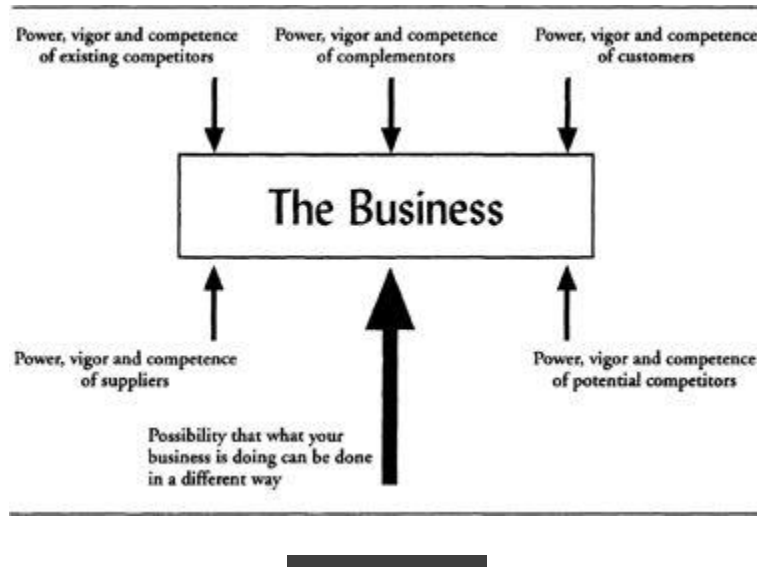 Power, vigor and competence
of existing competitors
Power, vigor and competence
of complementors
Power, vigor and competence
of customers
The Business
Power, vigor and competence
of suppliers
Power, vigor and competence
of potential competitors
Possibility that what your
business is doing can be done
in a different way